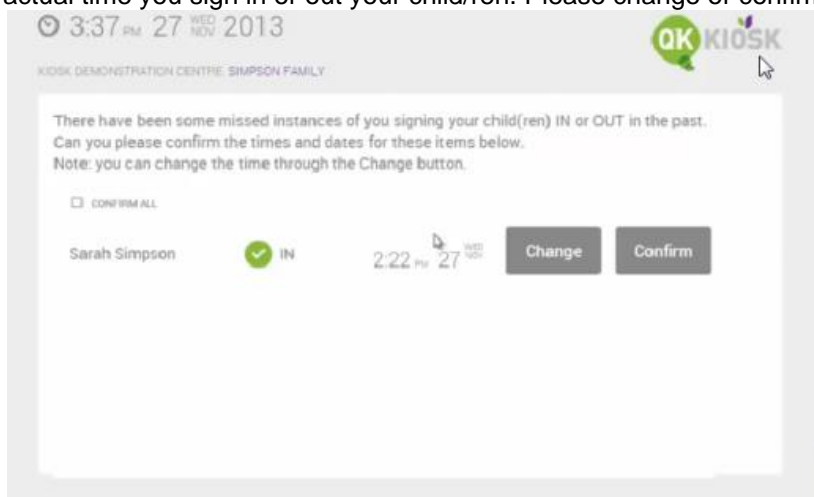 actual time you sign in or out your child/ren. Please change or confirm
3:37 PM 27 WED NOV 2013
QK KIOSK
KIOSK DEMONSTRATION CENTRE SIMPSON FAMILY
There have been some missed instances of you signing your child(ren) IN or OUT in the past.
Can you please confirm the times and dates for these items below.
Note: you can change the time through the Change button.
CONFIRM ALL
Sarah Simpson IN 2:22 PM 27 WED NOV Change Confirm